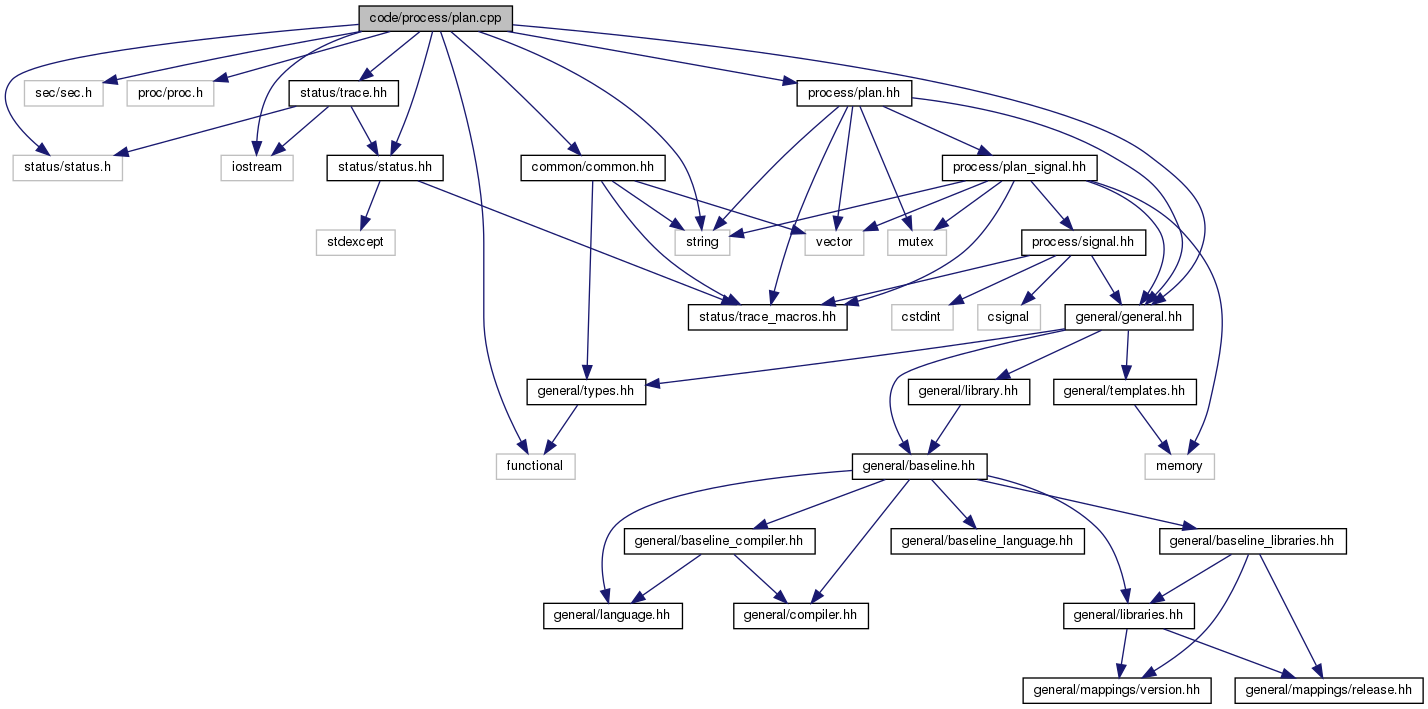 code/process/plan.cpp
sec/sec.h
proc/proc.h
status/trace.hh
process/plan.hh
status/status.h
iostream
status/status.hh
common/common.hh
process/plan_signal.hh
stdexcept
string
vector
mutex
process/signal.hh
status/trace_macros.hh
cstdint
csignal
general/general.hh
general/types.hh
general/library.hh
general/templates.hh
functional
general/baseline.hh
memory
general/baseline_compiler.hh
general/baseline_language.hh
general/baseline_libraries.hh
general/language.hh
general/compiler.hh
general/libraries.hh
general/mappings/version.hh
general/mappings/release.hh